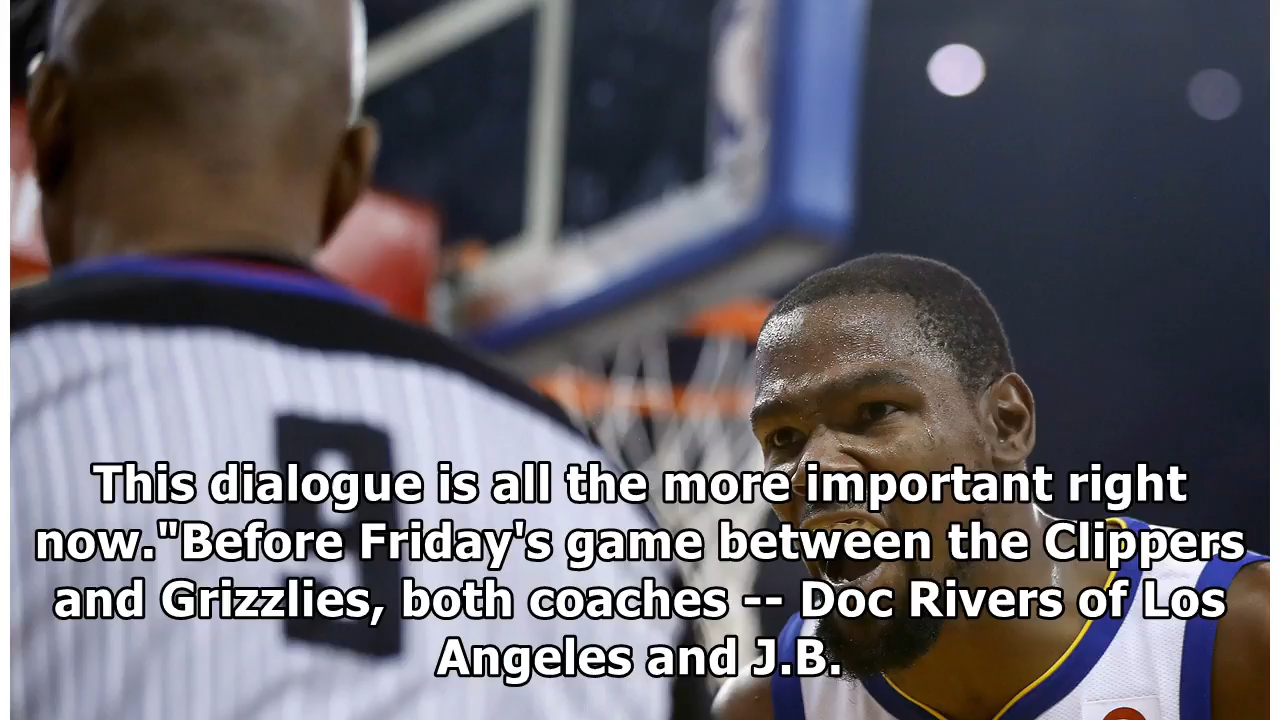 This dialogue is all the more important right
now."Before Friday's game between the Clippers
and Grizzlies, both coaches -- Doc Rivers of Los
Angeles and J.B.